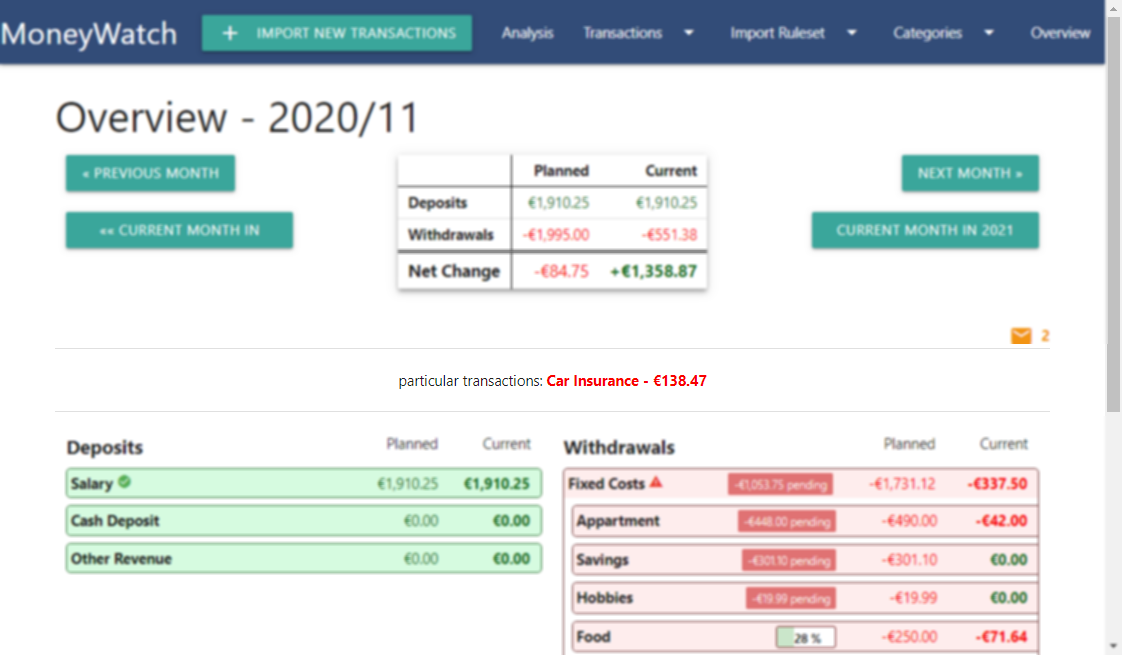 MoneyWatch + IMPORT NEW TRANSACTIONS Analysis Transactions Import Ruleset Categories Overview
Overview - 2020/11
« PREVIOUS MONTH
NEXT MONTH »
«« CURRENT MONTH IN
CURRENT MONTH IN 2021
Planned Current
Deposits €1,910.25 €1,910.25
Withdrawals -€1,995.00 -€551.38
Net Change -€84.75 +€1,358.87
2
particular transactions: Car Insurance - €138.47
Deposits Planned Current
Salary €1,910.25 €1,910.25
Cash Deposit €0.00 €0.00
Other Revenue €0.00 €0.00
Withdrawals Planned Current
Fixed Costs -€1,053.75 pending -€1,731.12 -€337.50
Appartment -€448.00 pending -€490.00 -€42.00
Savings -€301.10 pending -€301.10 €0.00
Hobbies -€19.99 pending -€19.99 €0.00
Food 28 % -€250.00 -€71.64